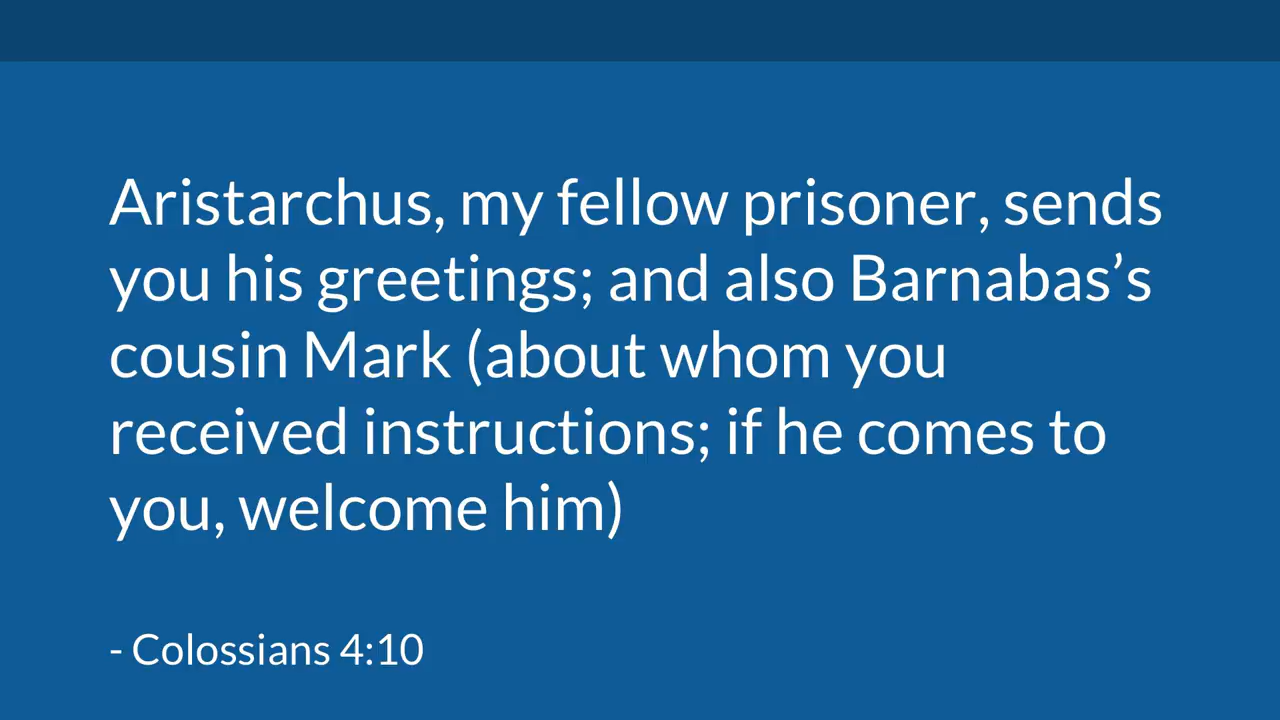 Aristarchus, my fellow prisoner, sends
you his greetings; and also Barnabas’s
cousin Mark (about whom you
received instructions; if he comes to
you, welcome him)
- Colossians 4:10